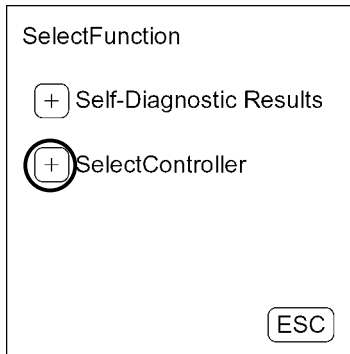 SelectFunction
+ Self-Diagnostic Results
+ SelectController
ESC